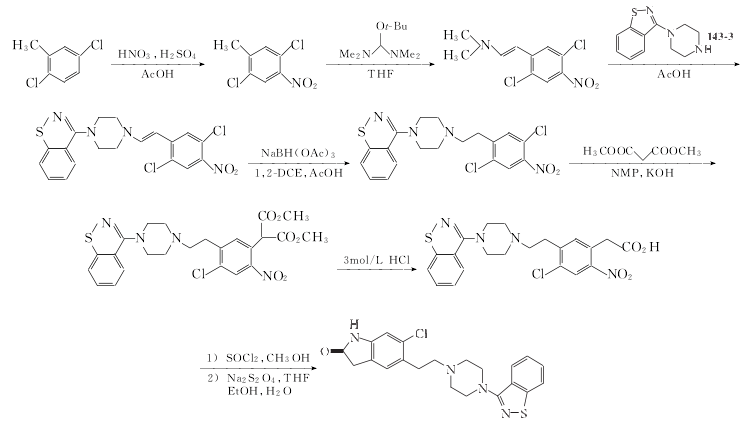 H₃C Cl Cl
HNO₃, H₂SO₄
AcOH
H₃C Cl Cl NO₂
Or-Bu
Me₂N NMe₂
THF
H₃C N H₃C Cl Cl NO₂
S N N N H 143-3
AcOH
N S N N Cl Cl NO₂
NaBH(OAc)₃
1,2-DCE, AcOH
N S N N Cl Cl NO₂
H₃COOC COOCH₃
NMP, KOH
N S N N CO₂CH₃ CO₂CH₃ Cl NO₂
3mol/L HCl
N S N N CO₂H Cl NO₂
1) SOCl₂, CH₃OH
2) Na₂S₂O₄, THF
EtOH, H₂O
H N O Cl N N N S